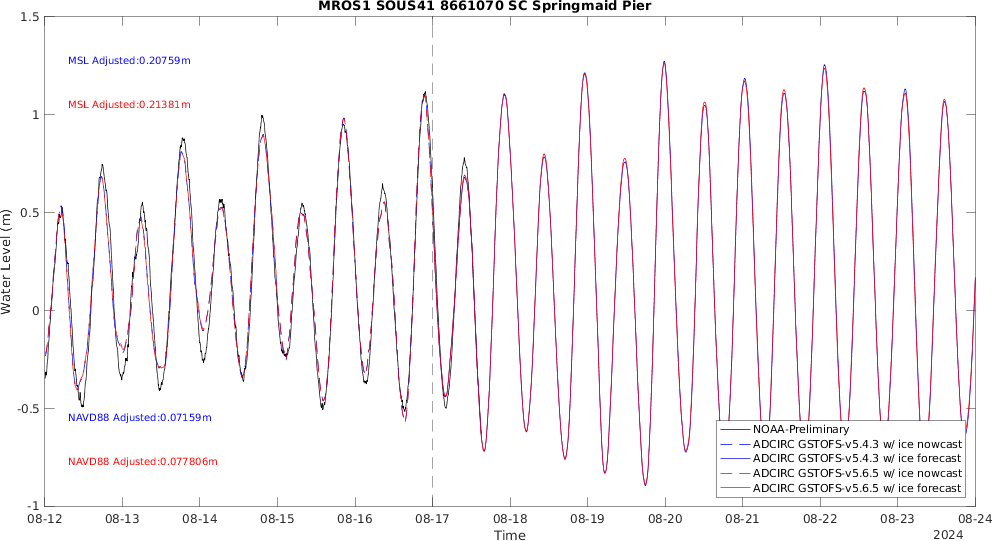 MROS1 SOUS41 8661070 SC Springmaid Pier
1.5
1
0.5
0
-0.5
-1
Water Level (m)
MSL Adjusted:0.20759m
MSL Adjusted:0.21381m
NAVD88 Adjusted:0.07159m
NAVD88 Adjusted:0.077806m
NOAA-Preliminary
ADCIRC GSTOFS-v5.4.3 w/ ice nowcast
ADCIRC GSTOFS-v5.4.3 w/ ice forecast
ADCIRC GSTOFS-v5.6.5 w/ ice nowcast
ADCIRC GSTOFS-v5.6.5 w/ ice forecast
08-12 08-13 08-14 08-15 08-16 08-17 08-18 08-19 08-20 08-21 08-22 08-23 08-24
Time
2024